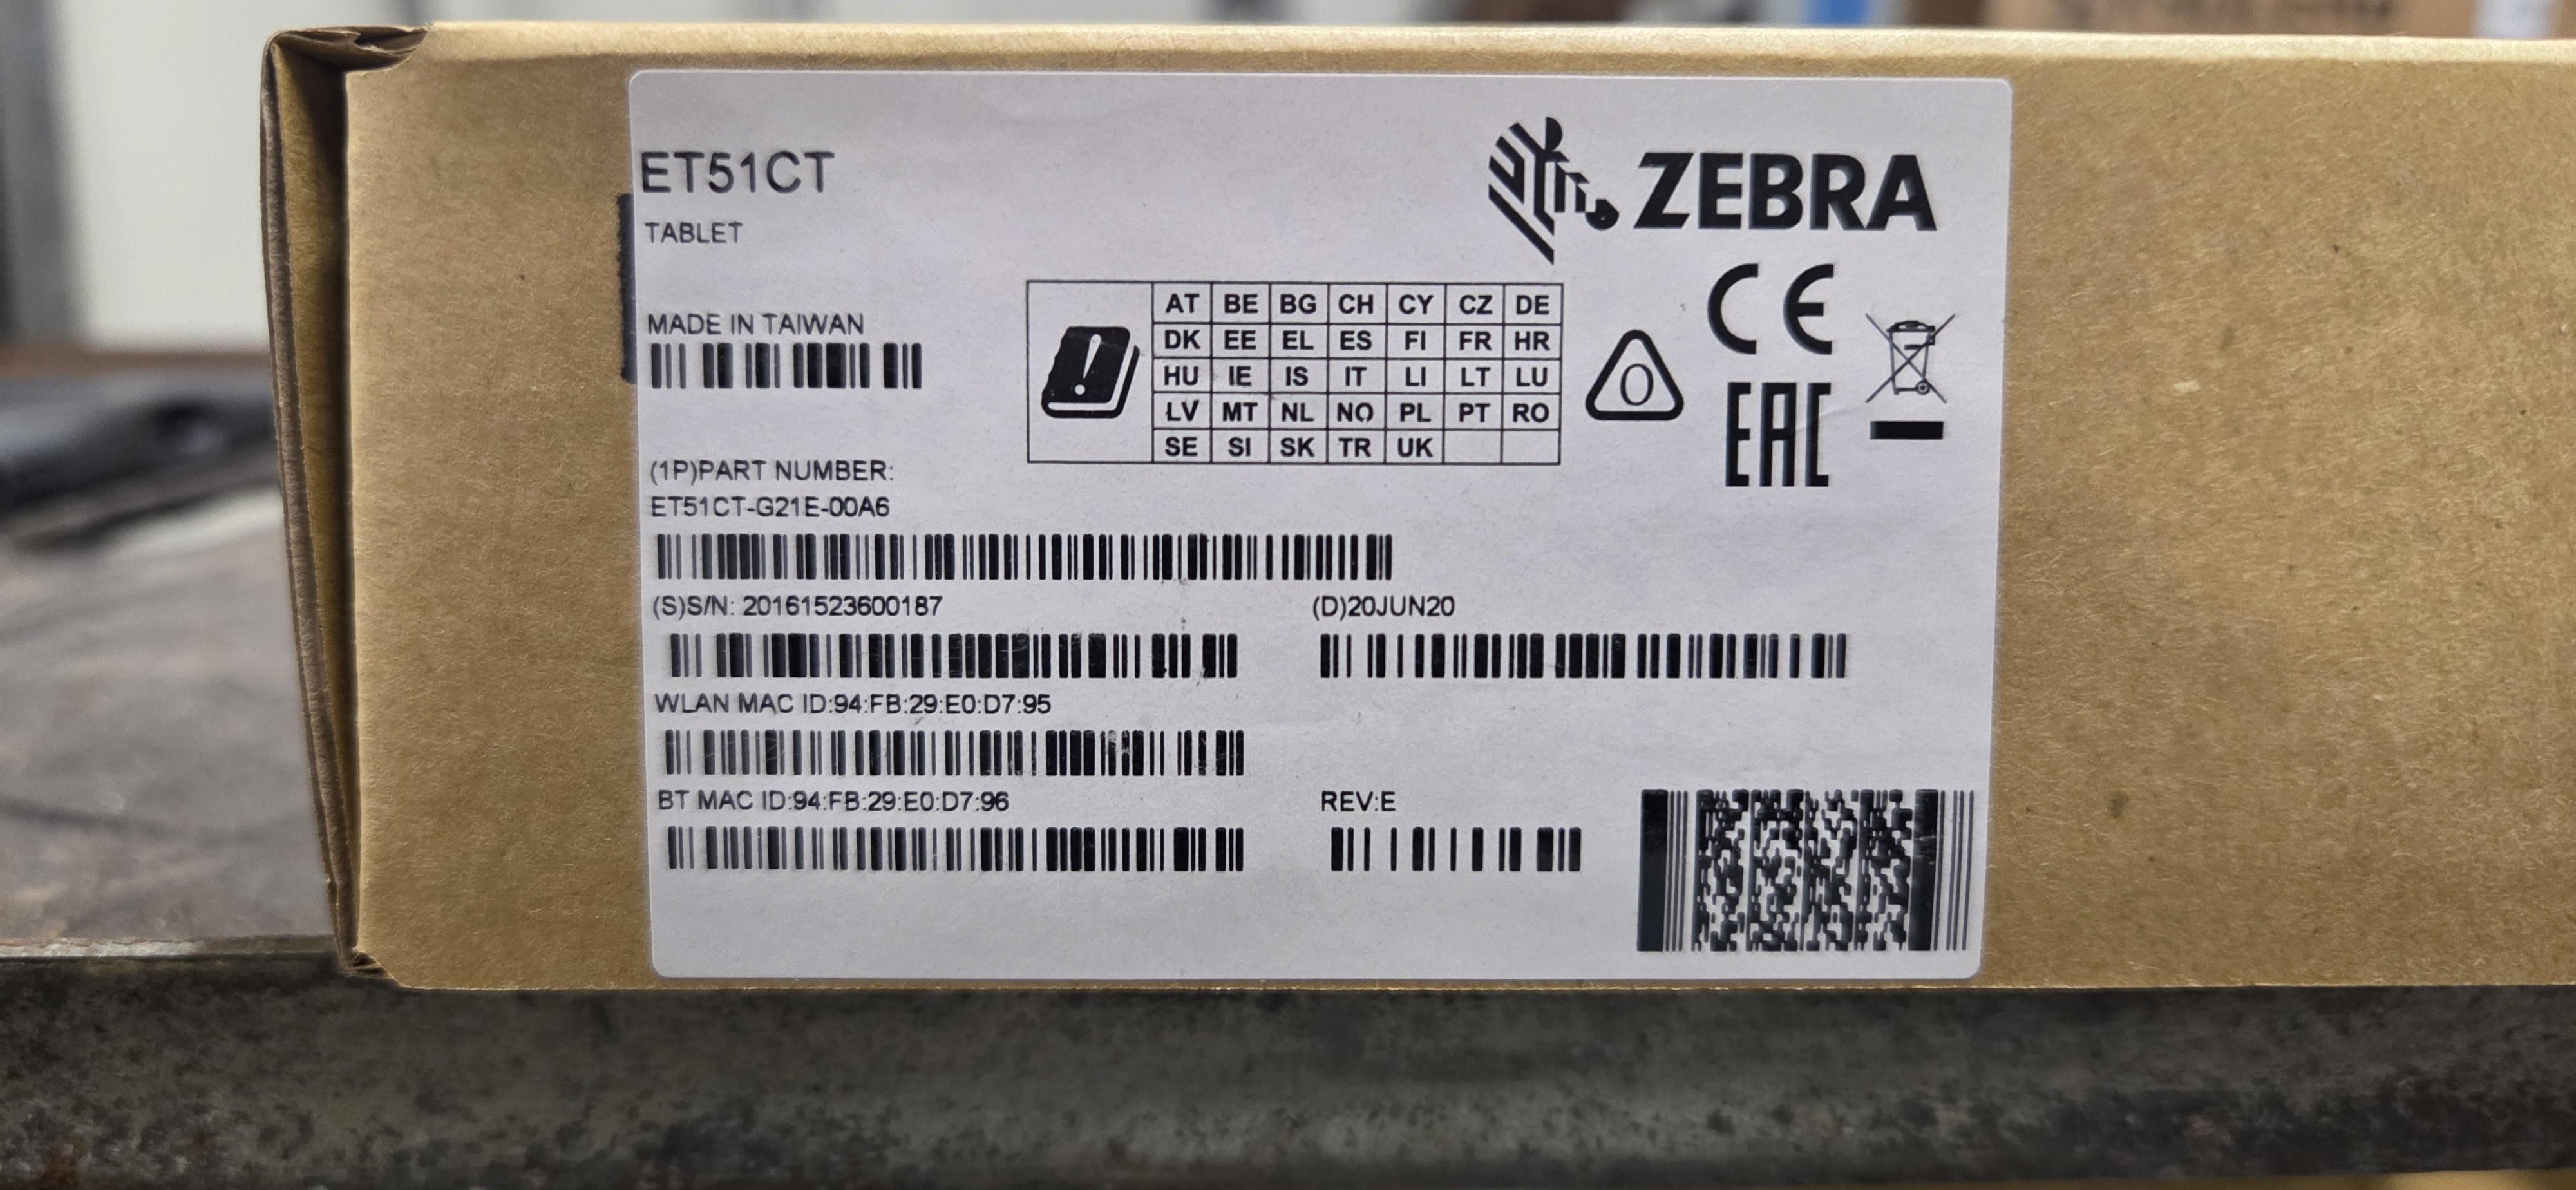 ET51CT
TABLET
ZEBRA
MADE IN TAIWAN
AT BE BG CH CY CZ DE
DK EE EL ES FI FR HR
HU IE IS IT LI LT LU
LV MT NL NO PL PT RO
SE SI SK TR UK
O
CE
EAC
(1P)PART NUMBER:
ET51CT-G21E-00A6
(S)S/N: 20161523600187
(D)20JUN20
WLAN MAC ID:94:FB:29:E0:D7:95
BT MAC ID:94:FB:29:E0:D7:96
REV:E